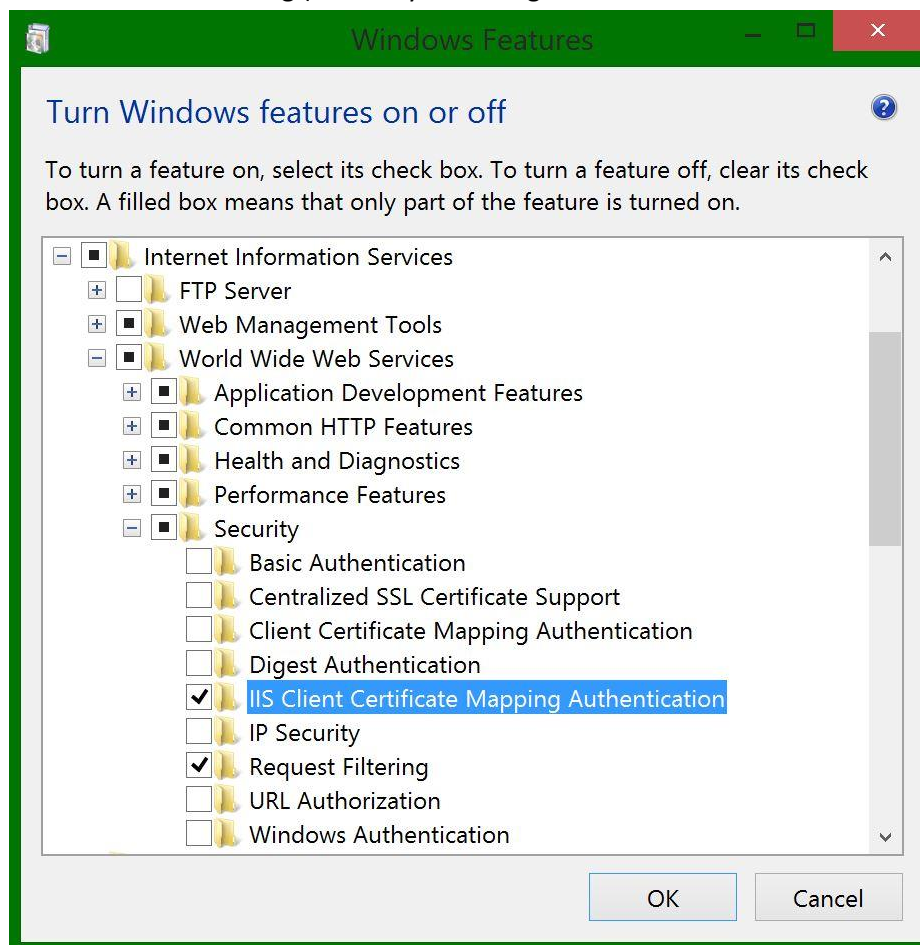 Windows Features
Turn Windows features on or off
To turn a feature on, select its check box. To turn a feature off, clear its check
box. A filled box means that only part of the feature is turned on.
Internet Information Services
FTP Server
Web Management Tools
World Wide Web Services
Application Development Features
Common HTTP Features
Health and Diagnostics
Performance Features
Security
Basic Authentication
Centralized SSL Certificate Support
Client Certificate Mapping Authentication
Digest Authentication
IIS Client Certificate Mapping Authentication
IP Security
Request Filtering
URL Authorization
Windows Authentication
OK Cancel